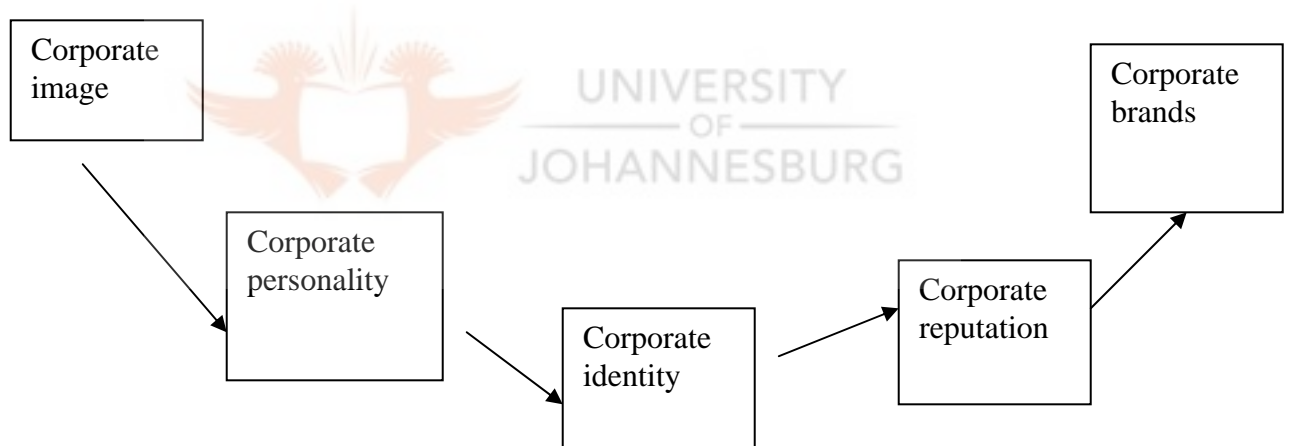 Corporate
image
UNIVERSITY
OF
JOHANNESBURG
Corporate
brands
Corporate
personality
Corporate
identity
Corporate
reputation